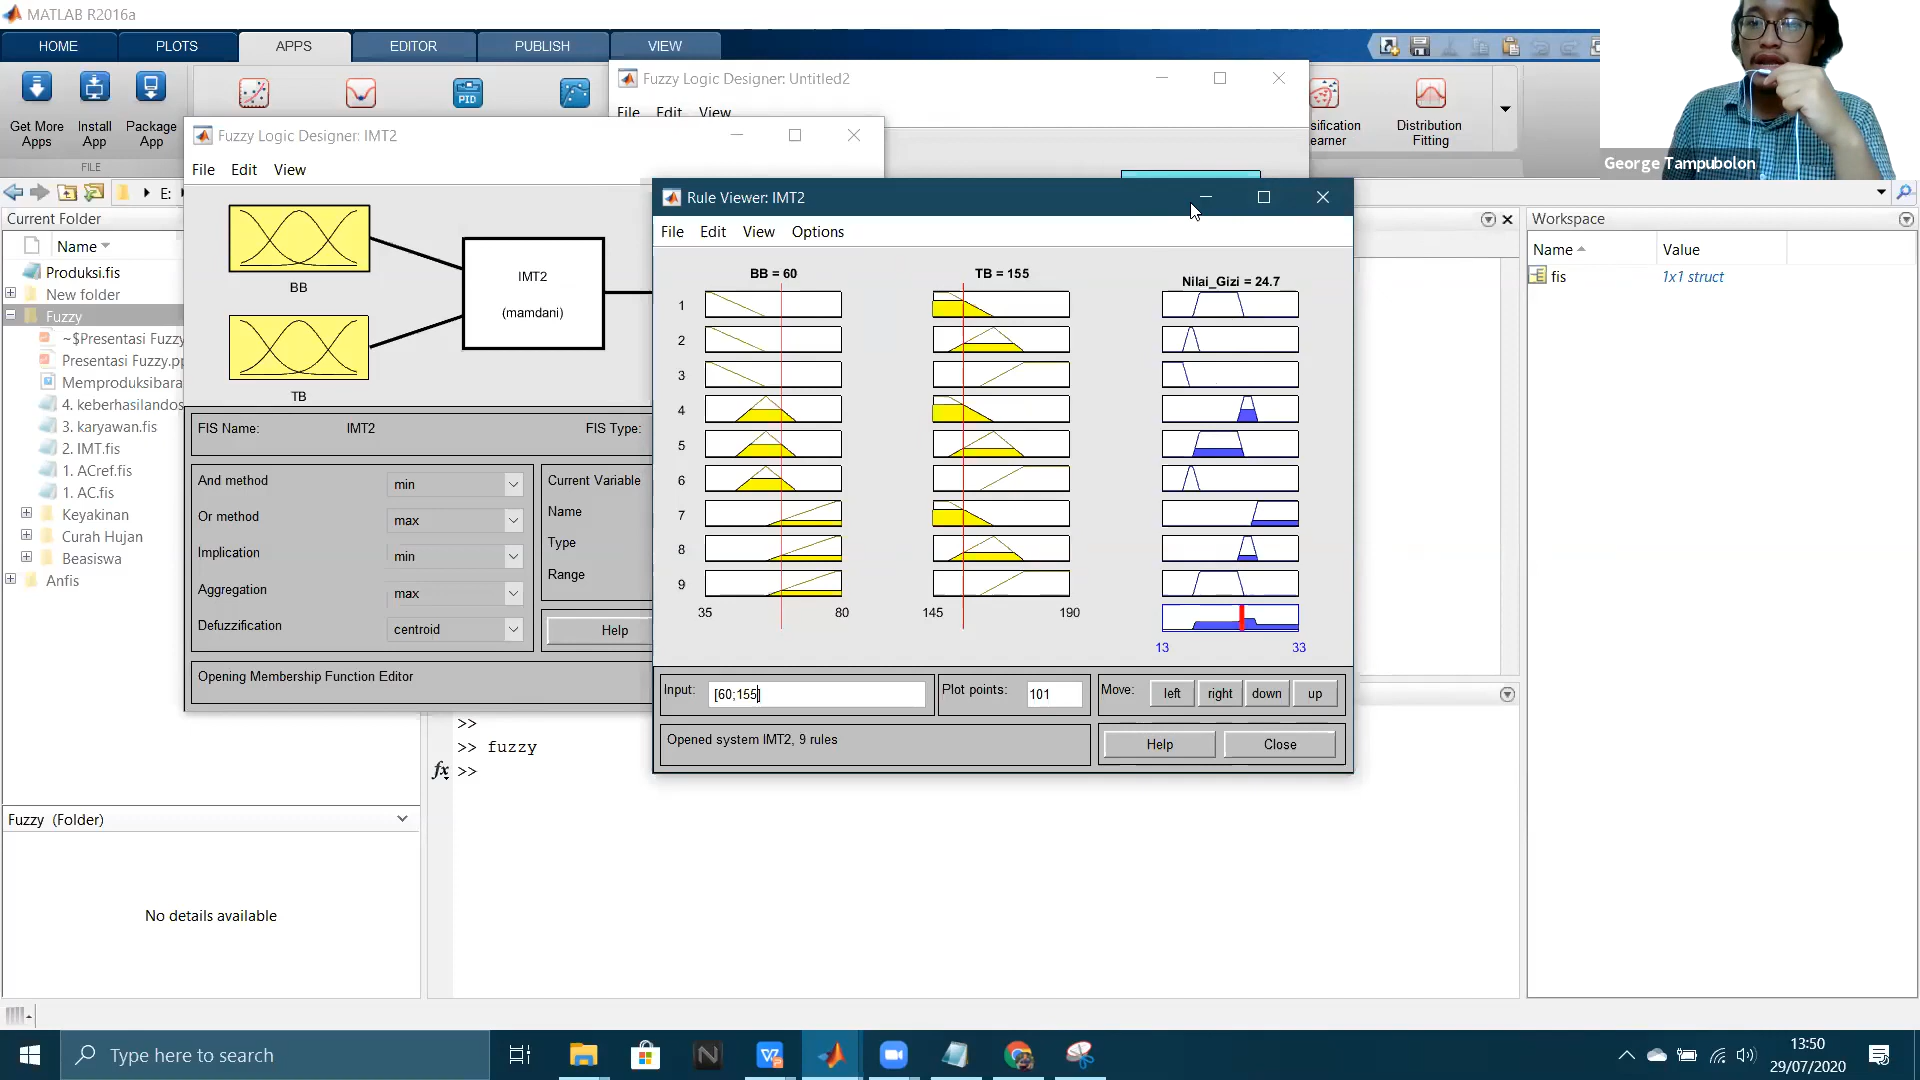 MATLAB R2016a
HOME
PLOTS
APPS
EDITOR
PUBLISH
VIEW
Get More Apps
Install App
Package App
FILE
PID
Distribution Fitting
George Tampubolon
Fuzzy Logic Designer: Untitled2
File Edit View
Fuzzy Logic Designer: IMT2
File Edit View
E:
Current Folder
Name
Produksi.fis
New folder
Fuzzy
~$Presentasi Fuzzy
Presentasi Fuzzy.pp
Memproduksibara
4. keberhasilandos
3. karyawan.fis
2. IMT.fis
1. ACref.fis
1. AC.fis
Keyakinan
Curah Hujan
Beasiswa
Anfis
Fuzzy (Folder)
No details available
BB
TB
IMT2
(mamdani)
FIS Name: IMT2 FIS Type:
And method min
Or method max
Implication min
Aggregation max
Defuzzification centroid
Current Variable
Name
Type
Range
Help
Opening Membership Function Editor
Rule Viewer: IMT2
File Edit View Options
BB = 60
TB = 155
Nilai_Gizi = 24.7
1
2
3
4
5
6
7
8
9
35 80
145 190
13 33
Input: [60;155]
Plot points: 101
Move: left right down up
Opened system IMT2, 9 rules
Help
Close
>>
>> fuzzy
fx >>
Workspace
Name Value
fis 1x1 struct
Type here to search
13:50
29/07/2020